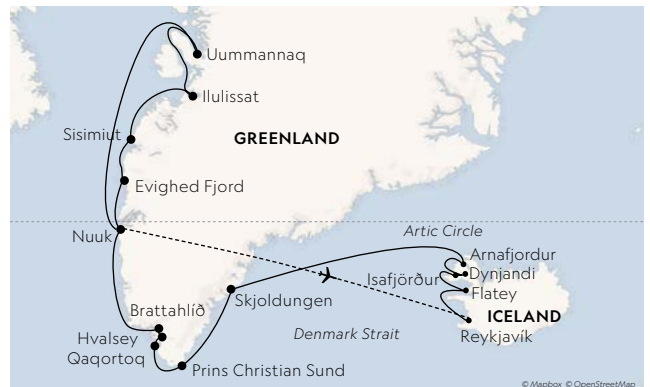 Uummannaq
Ilulissat
Sisimiut
GREENLAND
Evighed Fjord
Nuuk
Artic Circle
Arnafjordur
Isafjörður
Dynjandi
Flatey
Skjoldungen
ICELAND
Brattahlíð
Denmark Strait
Reykjavík
Hvalsey
Qaqortoq
Prins Christian Sund
© Mapbox © OpenStreetMap